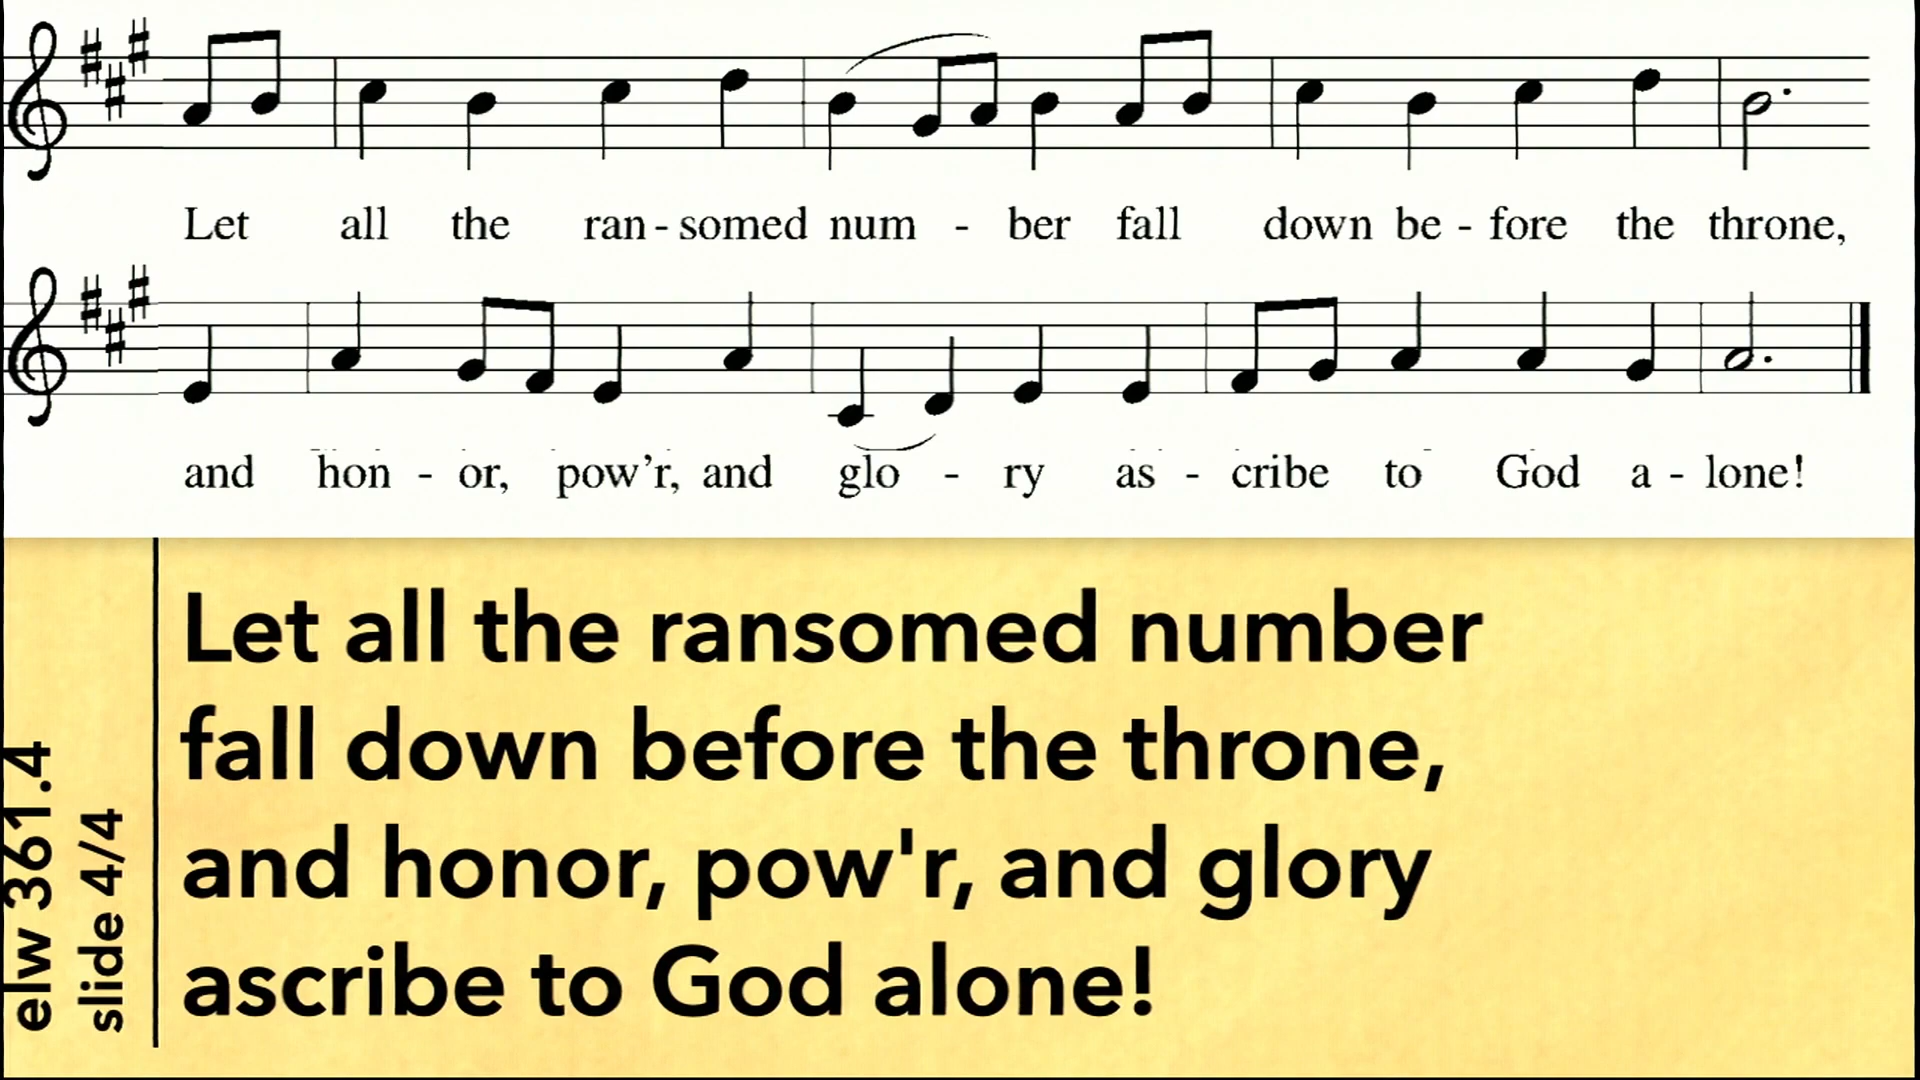 Let all the ran - somed num - ber fall down be - fore the throne,
and hon - or, pow’r, and glo - ry as - cribe to God a - lone!
elw 361.4
slide 4/4
Let all the ransomed number
fall down before the throne,
and honor, pow'r, and glory
ascribe to God alone!